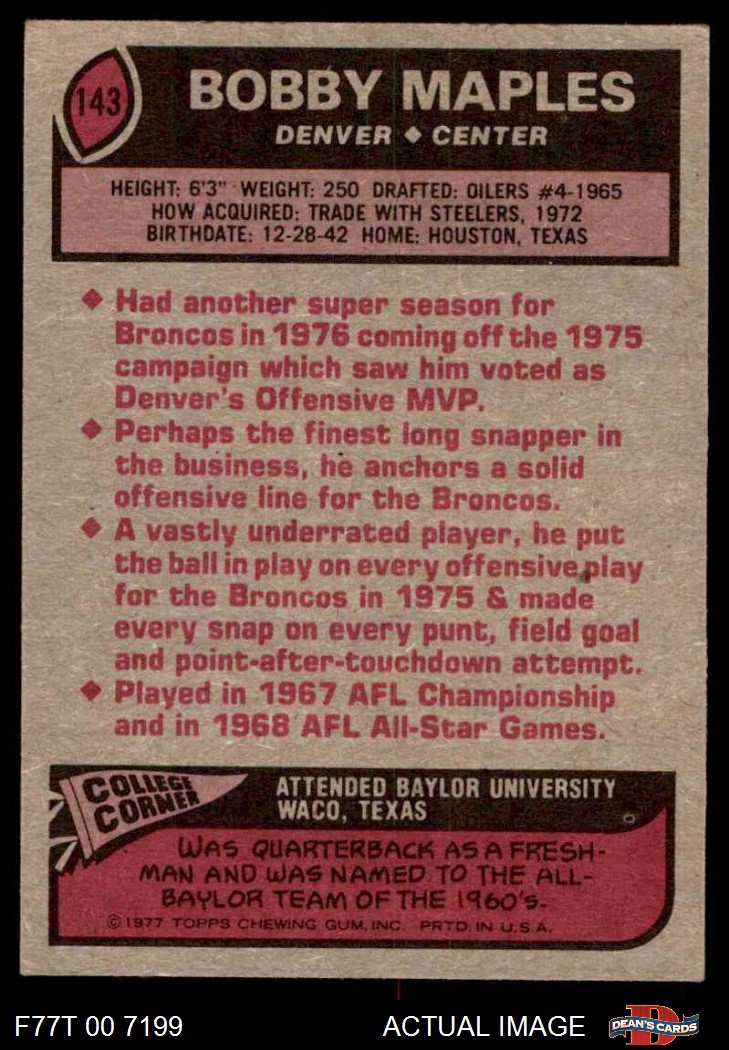 143
BOBBY MAPLES
DENVER ◆ CENTER
HEIGHT: 6'3" WEIGHT: 250 DRAFTED: OILERS #4-1965
HOW ACQUIRED: TRADE WITH STEELERS, 1972
BIRTHDATE: 12-28-42 HOME: HOUSTON, TEXAS
◆ Had another super season for
Broncos in 1976 coming off the 1975
campaign which saw him voted as
Denver's Offensive MVP.
◆ Perhaps the finest long snapper in
the business, he anchors a solid
offensive line for the Broncos.
◆ A vastly underrated player, he put
the ball in play on every offensive play
for the Broncos in 1975 & made
every snap on every punt, field goal
and point-after-touchdown attempt.
◆ Played in 1967 AFL Championship
and in 1968 AFL All-Star Games.
COLLEGE
CORNER
ATTENDED BAYLOR UNIVERSITY
WACO, TEXAS
WAS QUARTERBACK AS A FRESH-
MAN AND WAS NAMED TO THE ALL-
BAYLOR TEAM OF THE 1960'S.
© 1977 TOPPS CHEWING GUM, INC. PRTD. IN U.S.A.
F77T 00 7199
ACTUAL IMAGE
D
DEAN'S CARDS